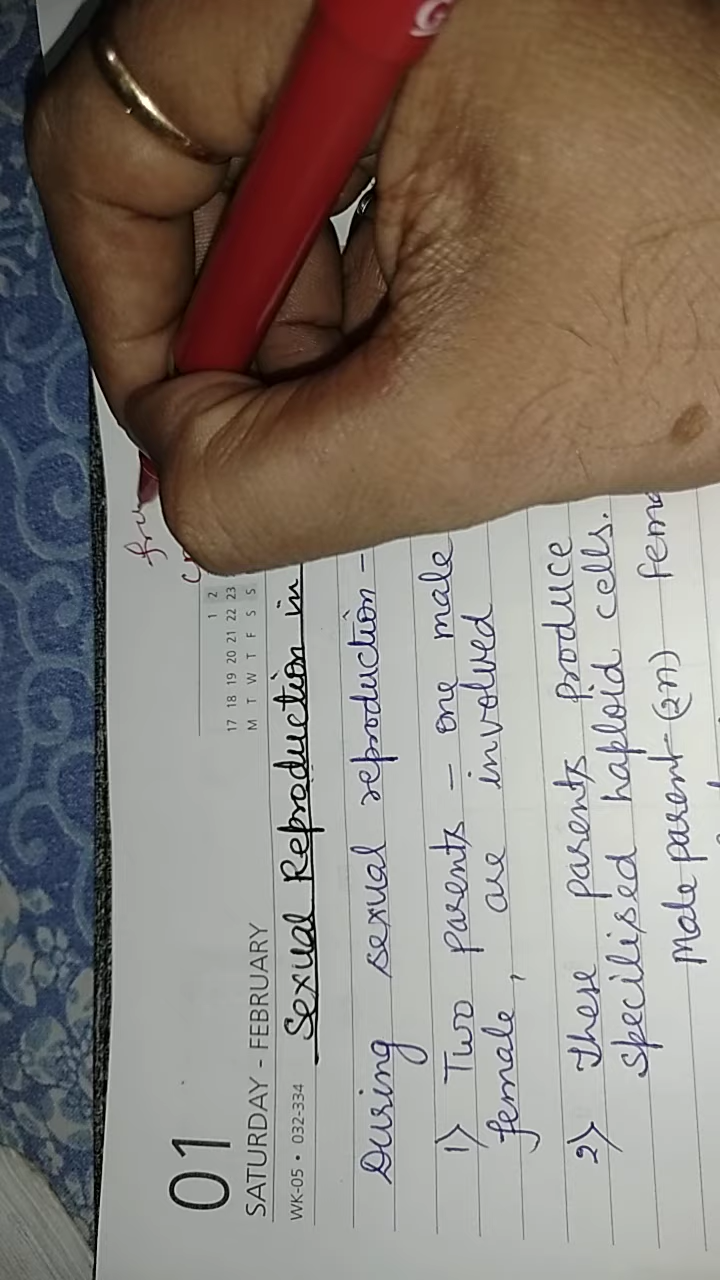 01
SATURDAY - FEBRUARY
WK-05 • 032-334
17 18 19 20 21 22 23
1 2
M T W T F S S
Sexual Reproduction in
During sexual reproduction -
1) Two parents - one male
female, are involved
2) These parents produce
specilised haploid cells.
Male parent (2n)